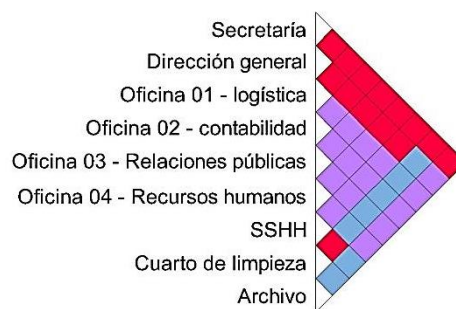 Secretaría
Dirección general
Oficina 01 - logística
Oficina 02 - contabilidad
Oficina 03 - Relaciones públicas
Oficina 04 - Recursos humanos
SSHH
Cuarto de limpieza
Archivo